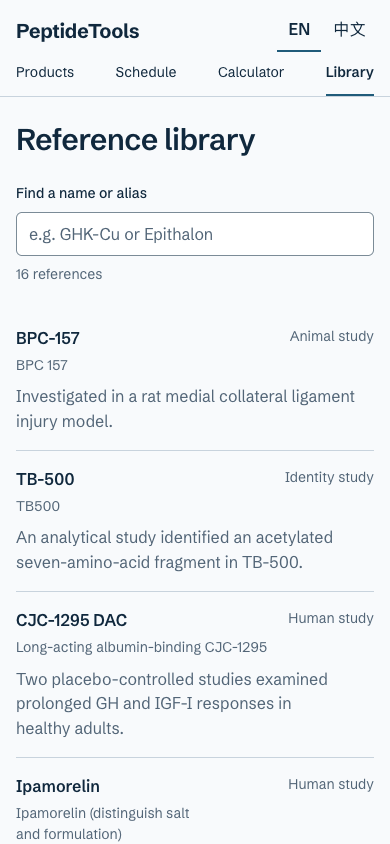 PeptideTools
EN 中文
Products Schedule Calculator Library
Reference library
Find a name or alias
e.g. GHK-Cu or Epithalon
16 references
BPC-157 Animal study
BPC 157
Investigated in a rat medial collateral ligament
injury model.
TB-500 Identity study
TB500
An analytical study identified an acetylated
seven-amino-acid fragment in TB-500.
CJC-1295 DAC Human study
Long-acting albumin-binding CJC-1295
Two placebo-controlled studies examined
prolonged GH and IGF-I responses in
healthy adults.
Ipamorelin Human study
Ipamorelin (distinguish salt
and formulation)